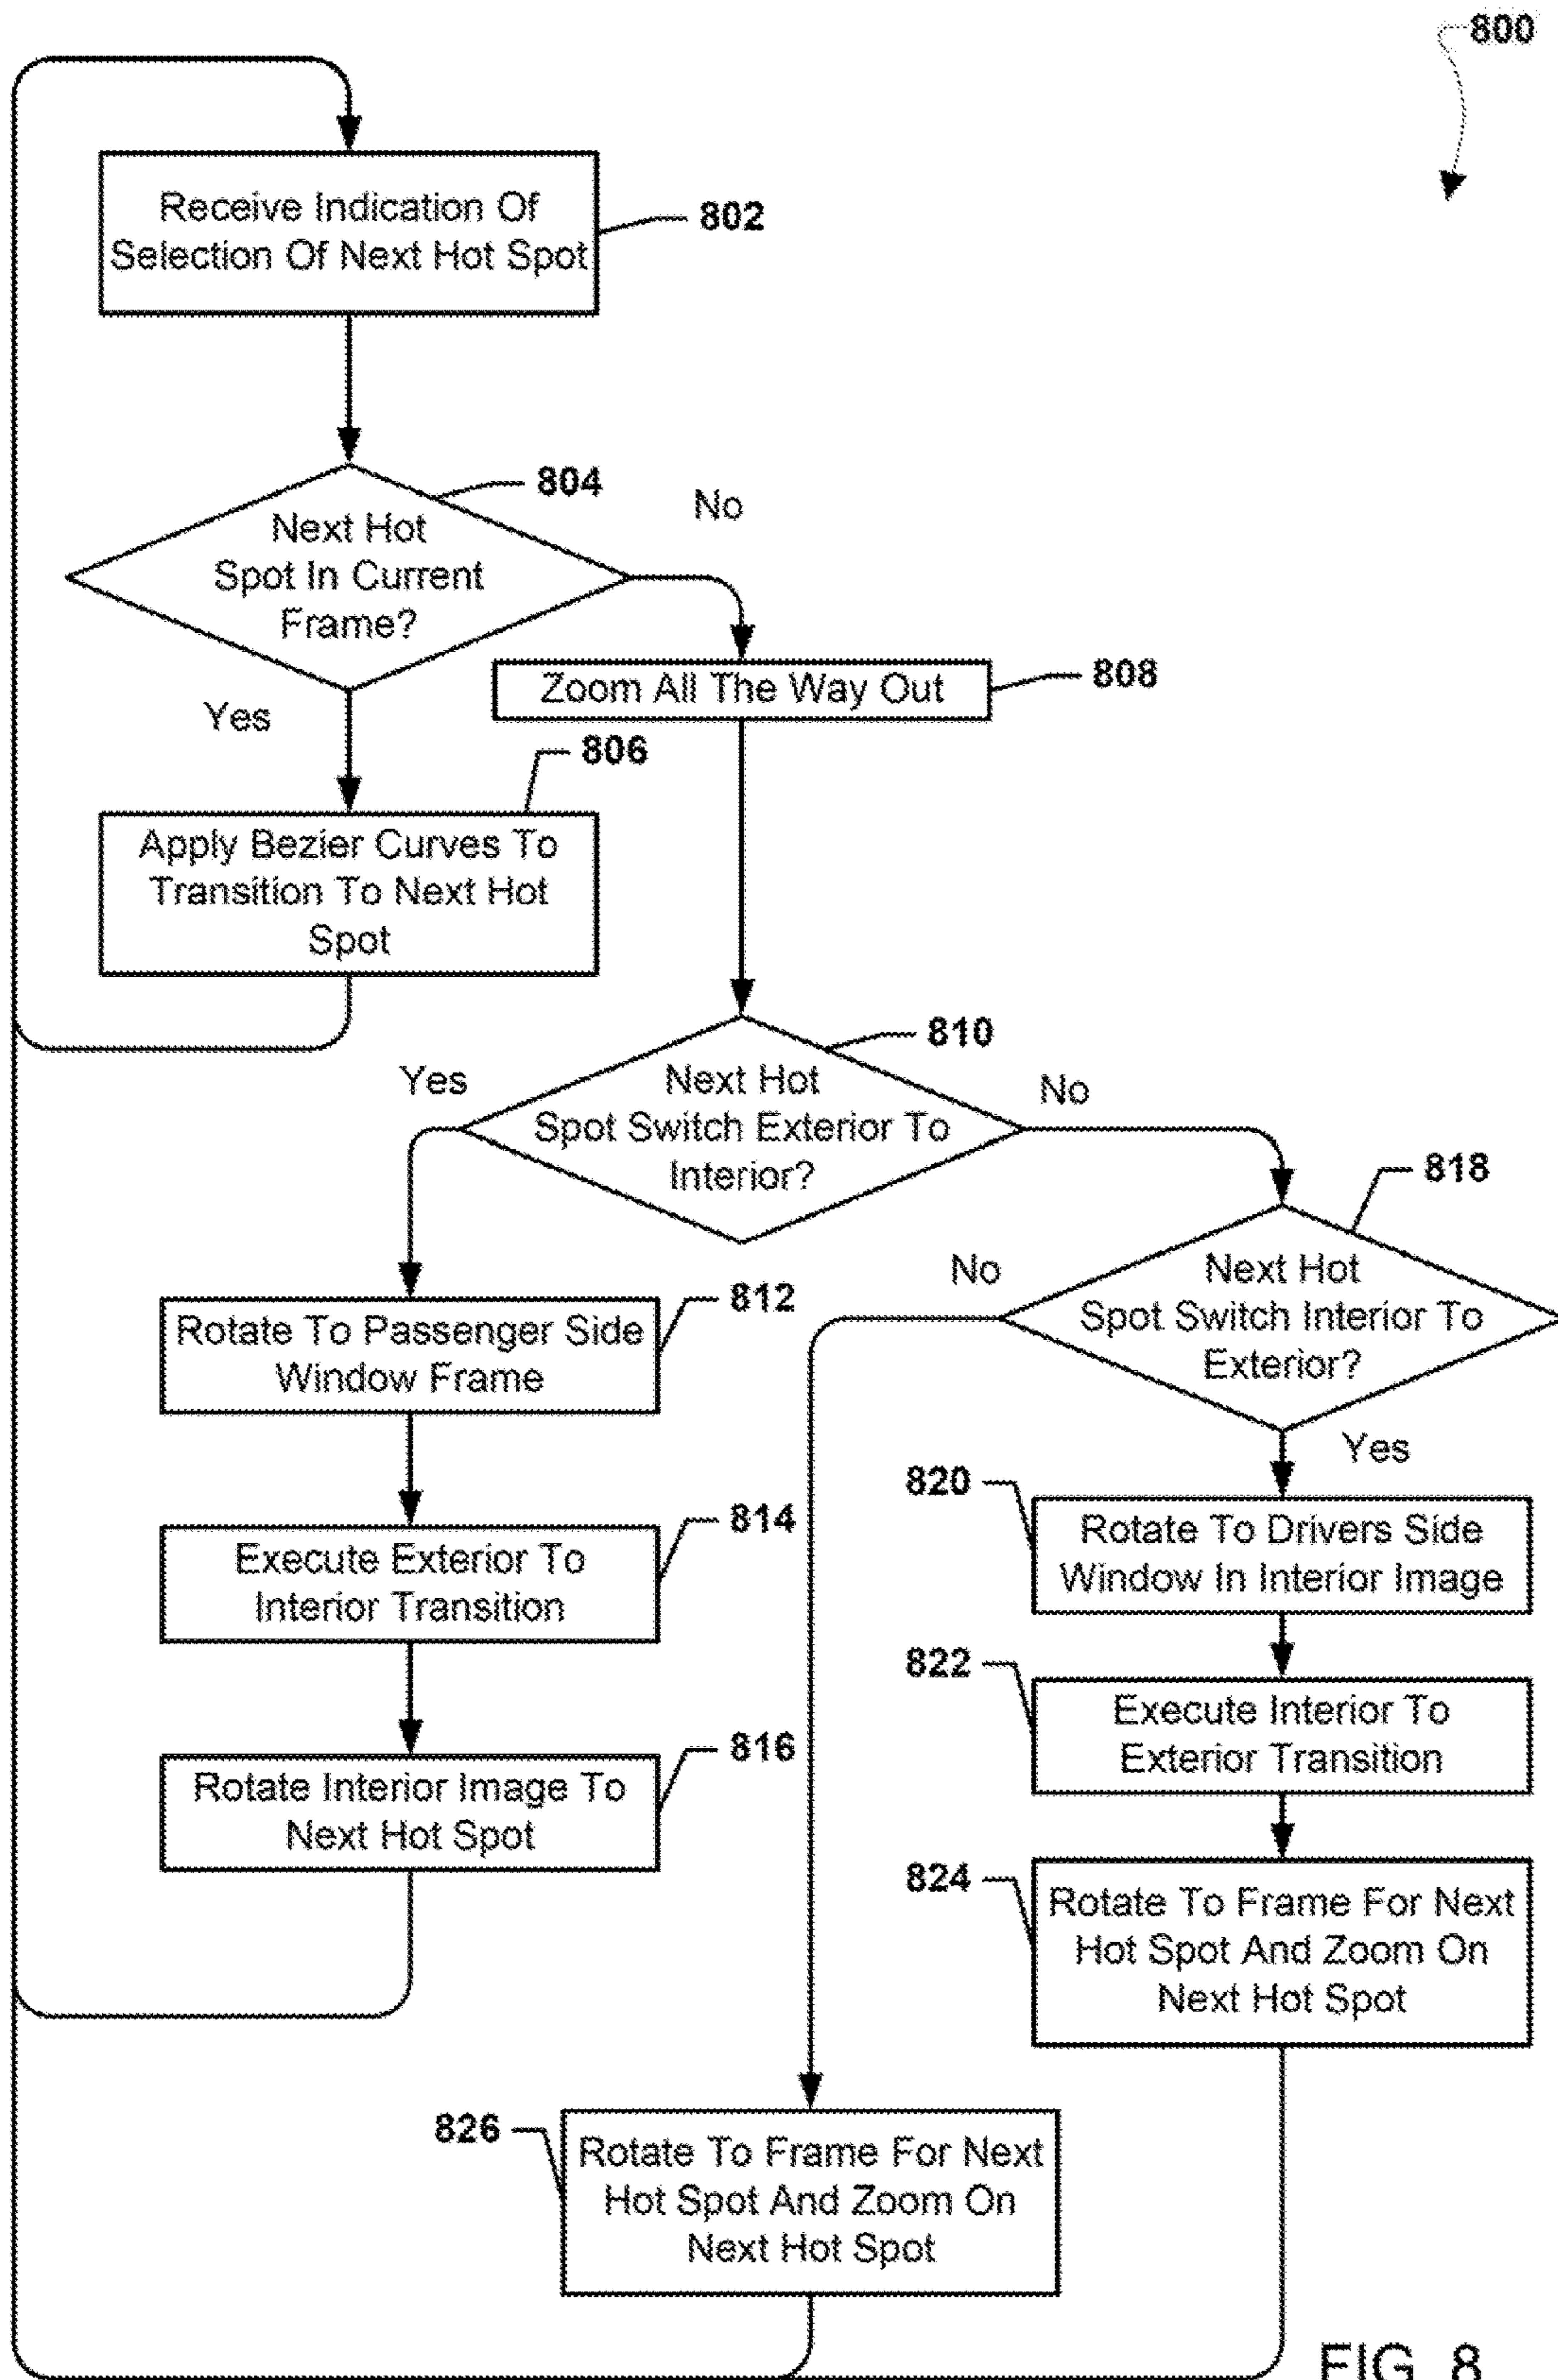 800
Receive Indication Of
Selection Of Next Hot Spot
802
804
Next Hot
Spot In Current
Frame?
No
Yes
Zoom All The Way Out
808
806
Apply Bezier Curves To
Transition To Next Hot
Spot
810
Next Hot
Spot Switch Exterior To
Interior?
Yes
No
818
Next Hot
Spot Switch Interior To
Exterior?
No
Yes
812
Rotate To Passenger Side
Window Frame
814
Execute Exterior To
Interior Transition
816
Rotate Interior Image To
Next Hot Spot
820
Rotate To Drivers Side
Window In Interior Image
822
Execute Interior To
Exterior Transition
824
Rotate To Frame For Next
Hot Spot And Zoom On
Next Hot Spot
826
Rotate To Frame For Next
Hot Spot And Zoom On
Next Hot Spot
FIG. 8